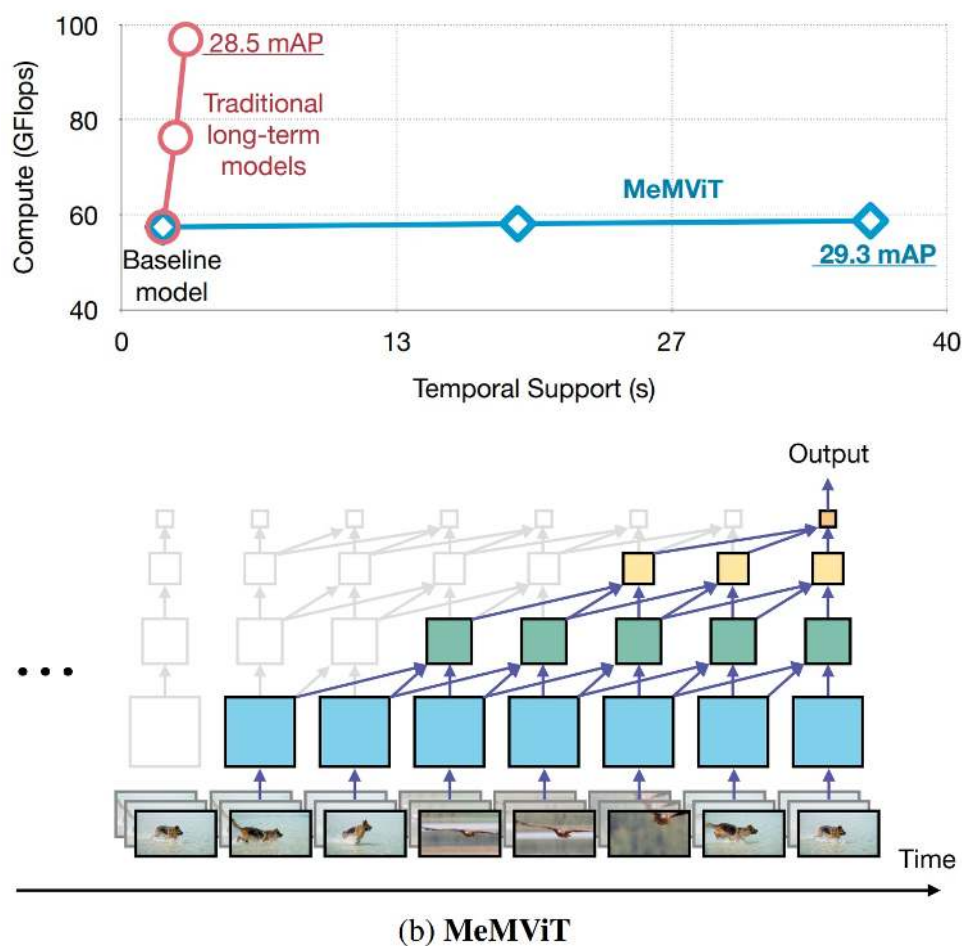 100
28.5 mAP
Traditional
long-term
models
80
Compute (GFlops)
MeMViT
60
Baseline
model
29.3 mAP
40
0 13 27 40
Temporal Support (s)
Output
...
Time
(b) MeMViT